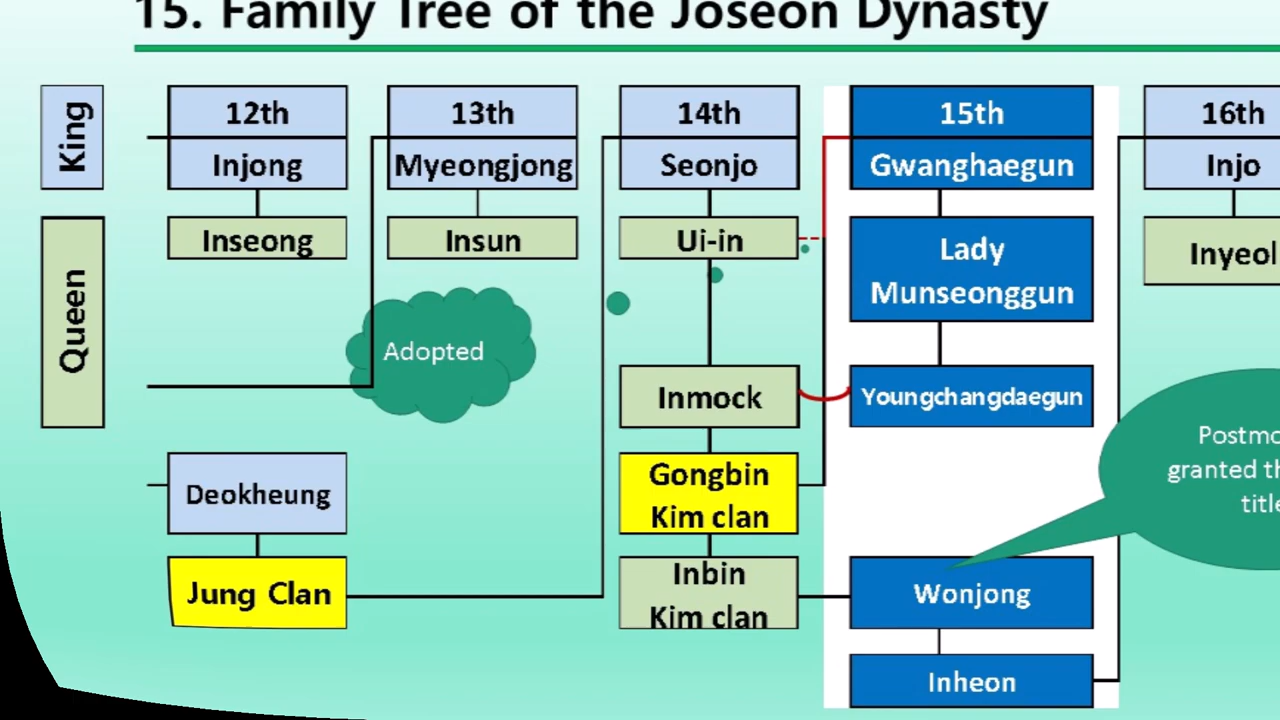 15. Family Tree of the Joseon Dynasty
King
12th
Injong
13th
Myeongjong
14th
Seonjo
15th
Gwanghaegun
16th
Injo
Queen
Inseong
Insun
Ui-in
Lady
Munseonggun
Inyeol
Adopted
Inmock
Youngchangdaegun
Gongbin
Kim clan
Deokheung
Jung Clan
Inbin
Kim clan
Wonjong
Inheon
granted